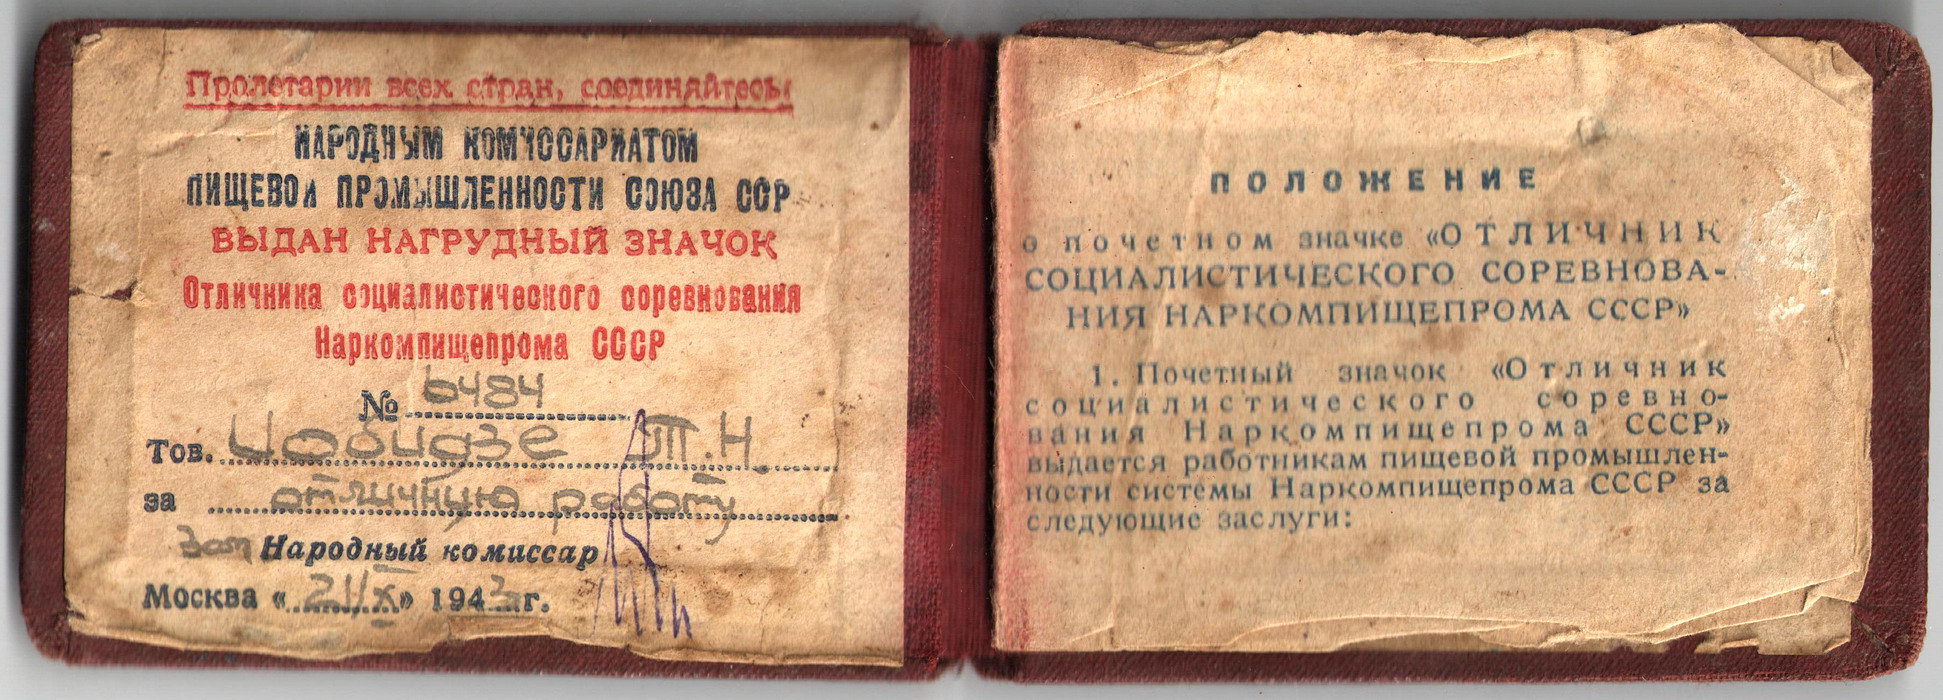 Пролетарии всех стран, соединяйтесь!
НАРОДНЫМ КОМИССАРИАТОМ
ПИЩЕВОЙ ПРОМЫШЛЕННОСТИ СОЮЗА ССР
ВЫДАН НАГРУДНЫЙ ЗНАЧОК
Отличника социалистического соревнования
Наркомпищепрома СССР
№ 6484
Тов. Цобидзе Т.Н.
за отличную работу
Зам Народный комиссар
Москва « 21/IX » 1943 г.
ПОЛОЖЕНИЕ
о почетном значке «ОТЛИЧНИК
СОЦИАЛИСТИЧЕСКОГО СОРЕВНОВА-
НИЯ НАРКОМПИЩЕПРОМА СССР»
1. Почетный значок «Отличник
социалистического соревно-
вания Наркомпищепрома СССР»
выдается работникам пищевой промышлен-
ности системы Наркомпищепрома СССР за
следующие заслуги: